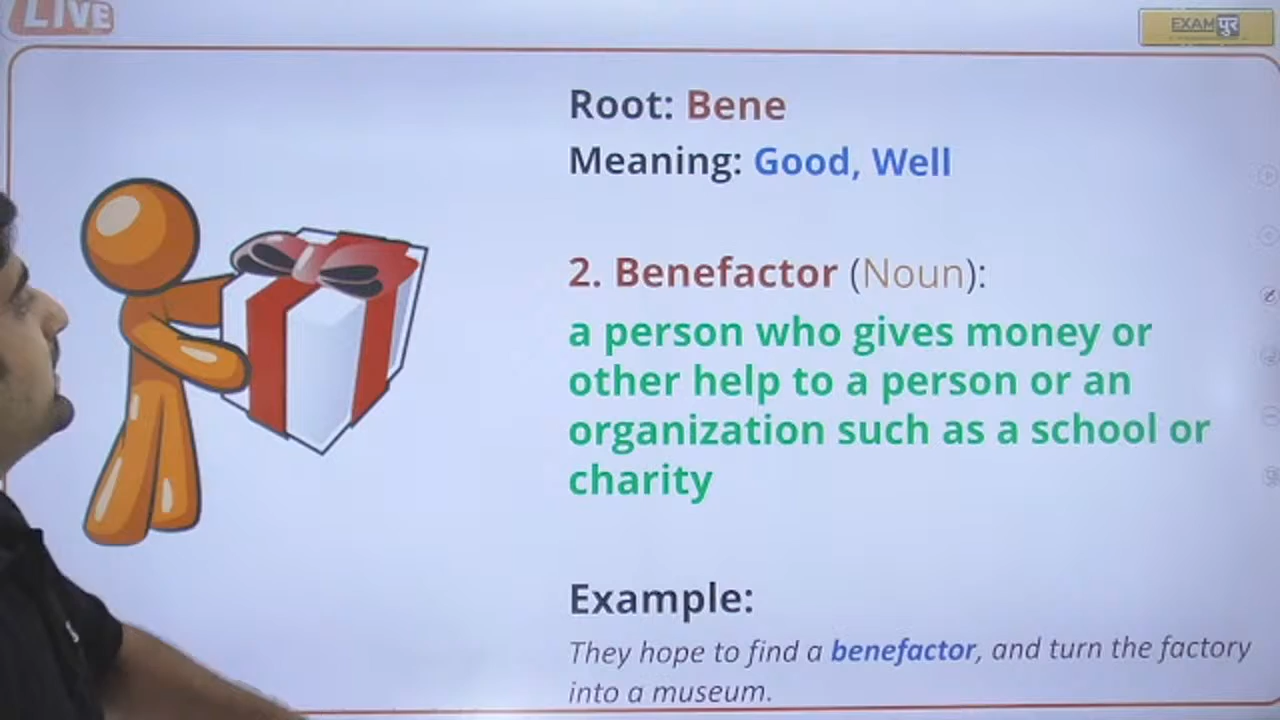 LIVE
EXAMपुर
Root: Bene
Meaning: Good, Well
2. Benefactor (Noun):
a person who gives money or
other help to a person or an
organization such as a school or
charity
Example:
They hope to find a benefactor, and turn the factory
into a museum.